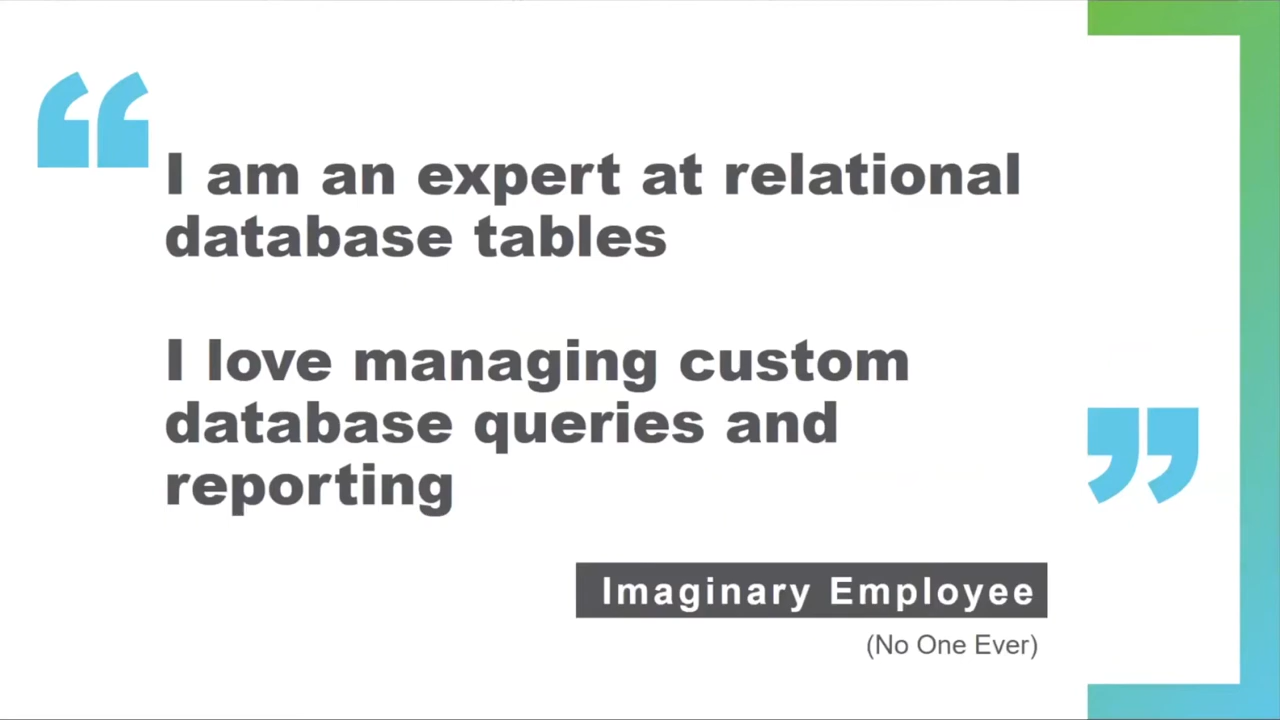 I am an expert at relational
database tables
I love managing custom
database queries and
reporting
Imaginary Employee
(No One Ever)